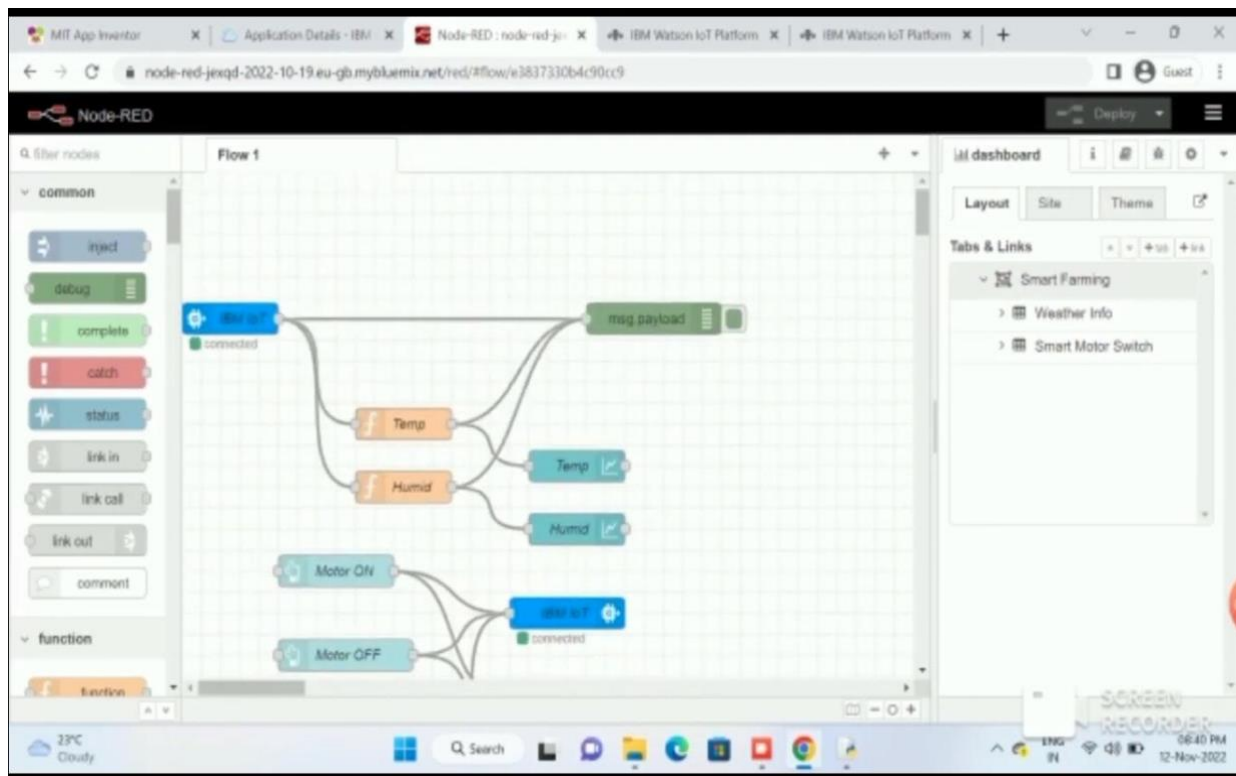 MIT App Inventor
Application Details - IBM
Node-RED : node-red-je
IBM Watson IoT Platform
IBM Watson IoT Platform
node-red-jexqd-2022-10-19.eu-gb.mybluemix.net/red/#flow/e3837330b4c90cc9
Guest
Node-RED
Deploy
filter nodes
Flow 1
dashboard
common
Layout
Site
Theme
inject
Tabs & Links
+ tab
+ link
debug
Smart Farming
IBM IoT
msg.payload
Weather Info
complete
connected
Smart Motor Switch
catch
status
Temp
link in
Temp
Humid
link call
Humid
link out
Motor ON
comment
IBM IoT
connected
function
Motor OFF
function
SCREEN
RECORDER
23°C
Cloudy
Search
ENG
IN
08:40 PM
12-Nov-2022